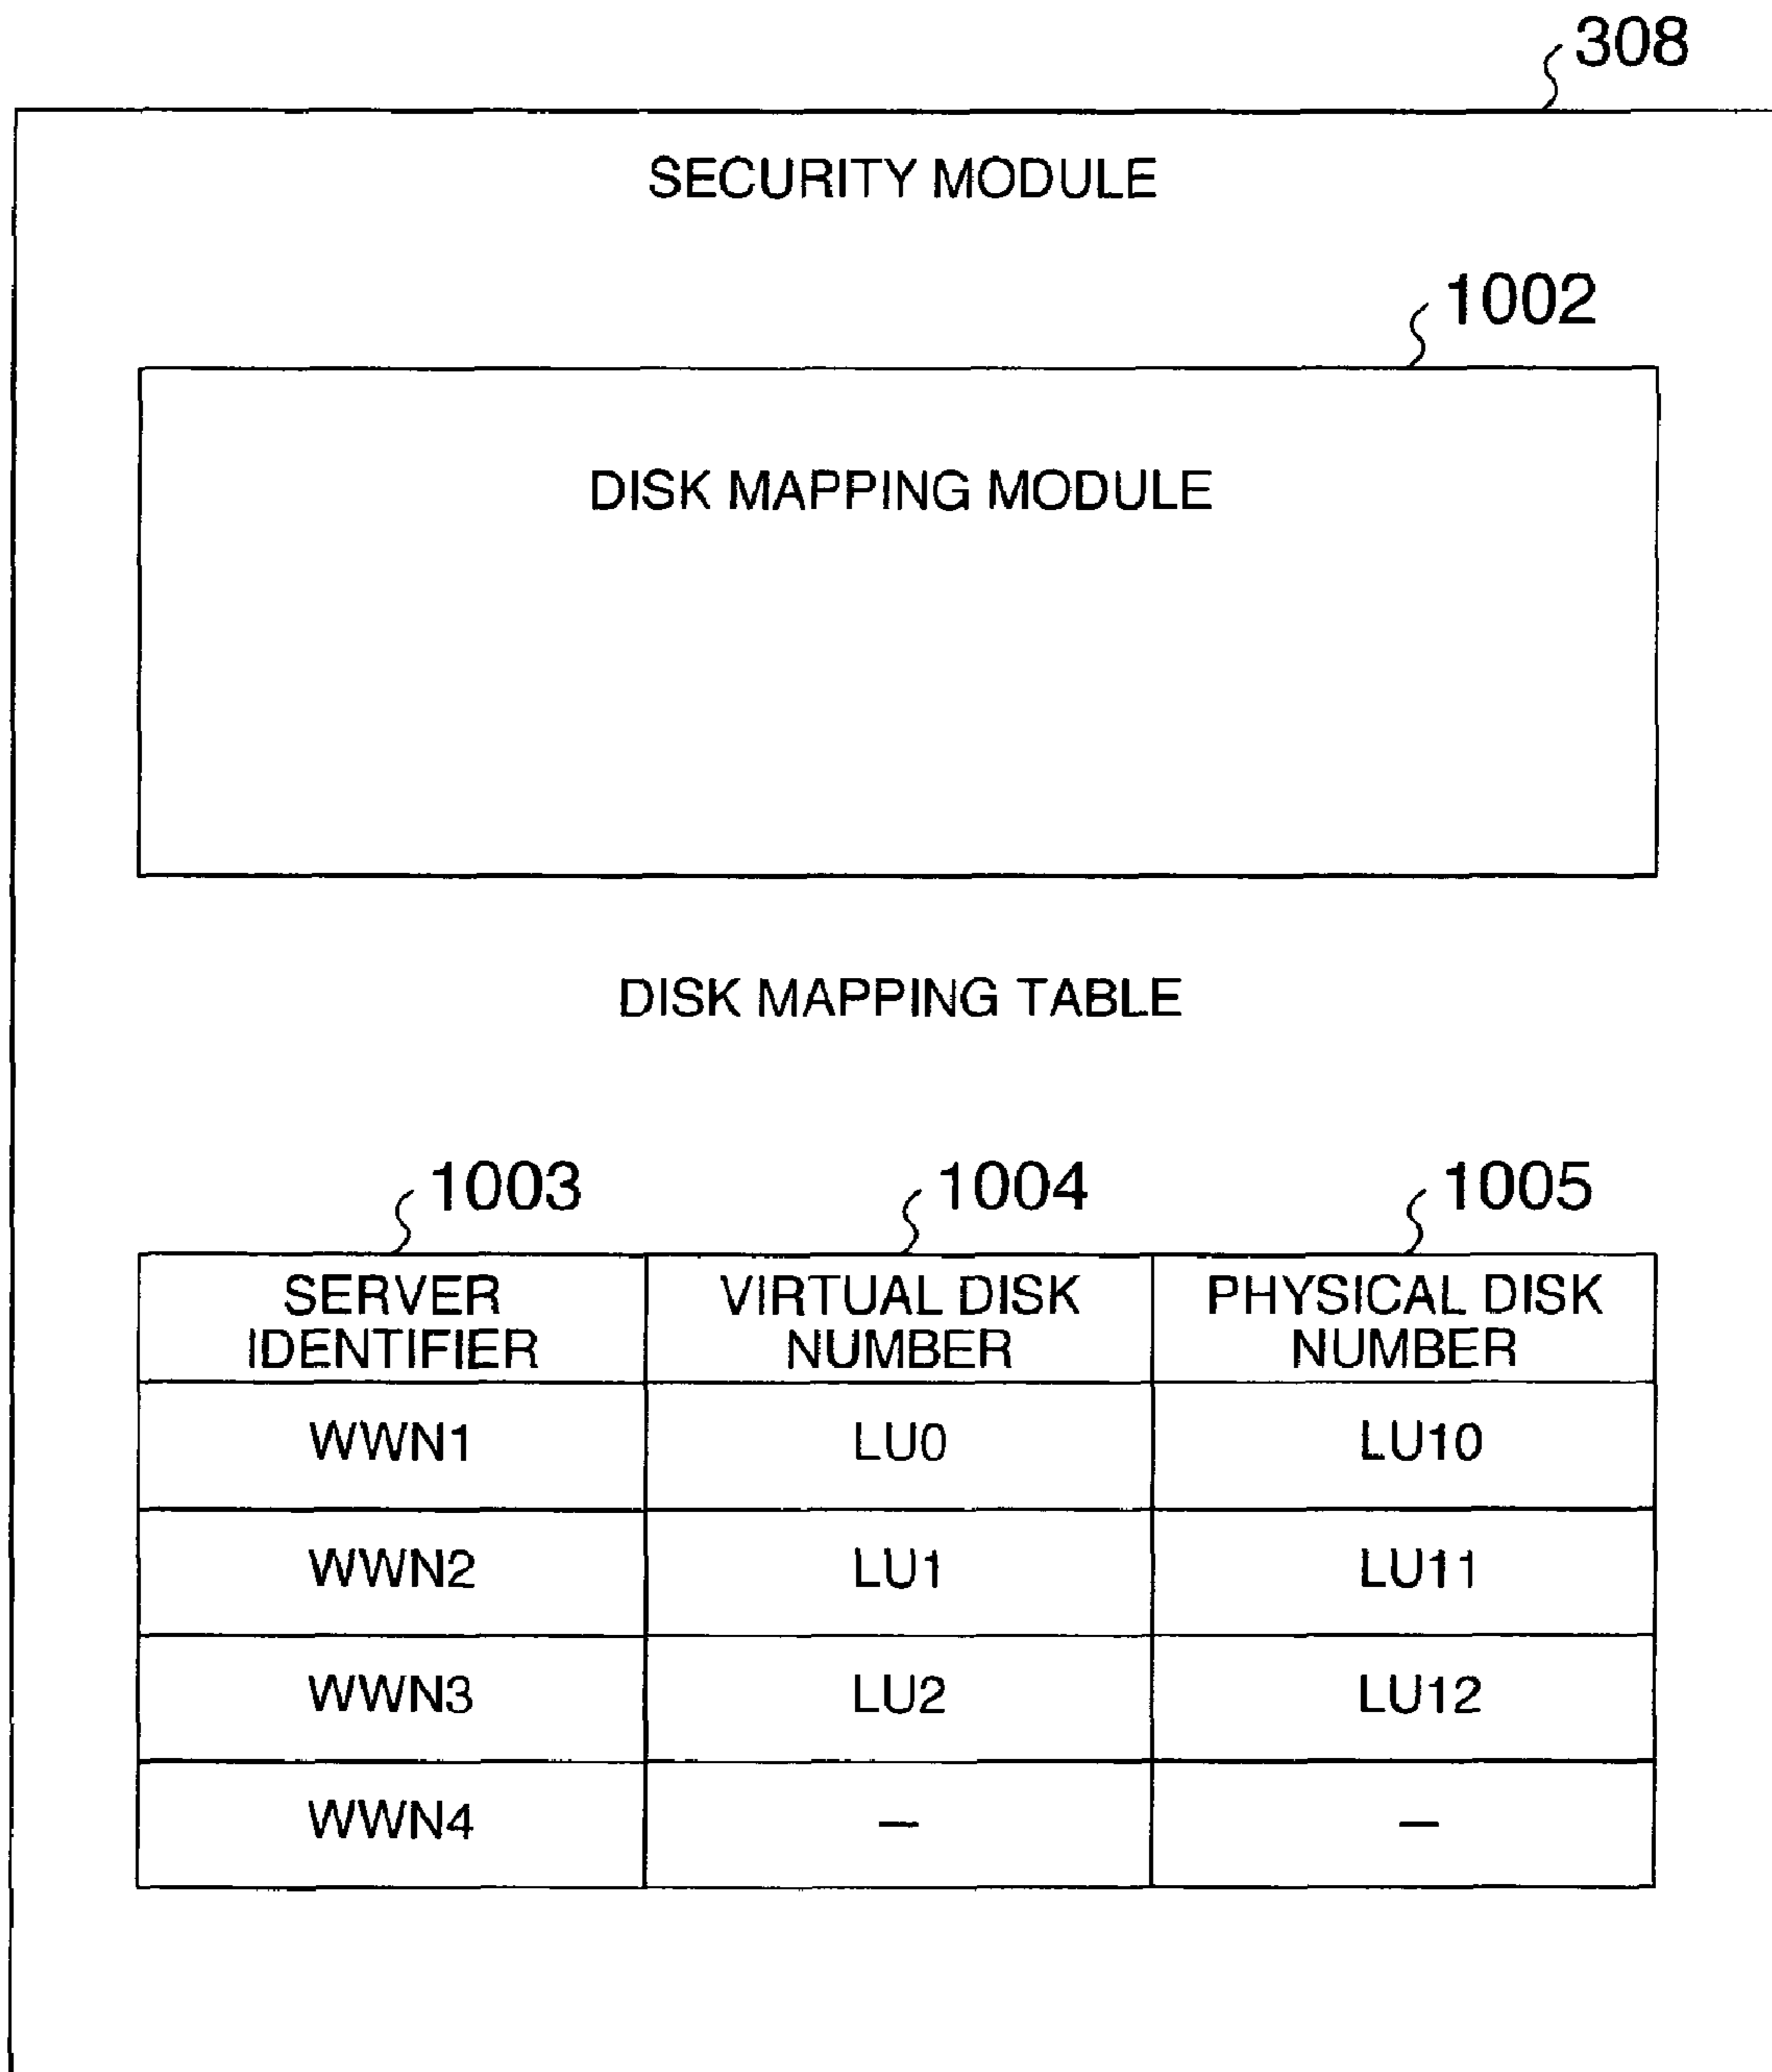 308
SECURITY MODULE
1002
DISK MAPPING MODULE
DISK MAPPING TABLE
1003 1004 1005
SERVER IDENTIFIER VIRTUAL DISK NUMBER PHYSICAL DISK NUMBER
WWN1 LU0 LU10
WWN2 LU1 LU11
WWN3 LU2 LU12
WWN4 – –